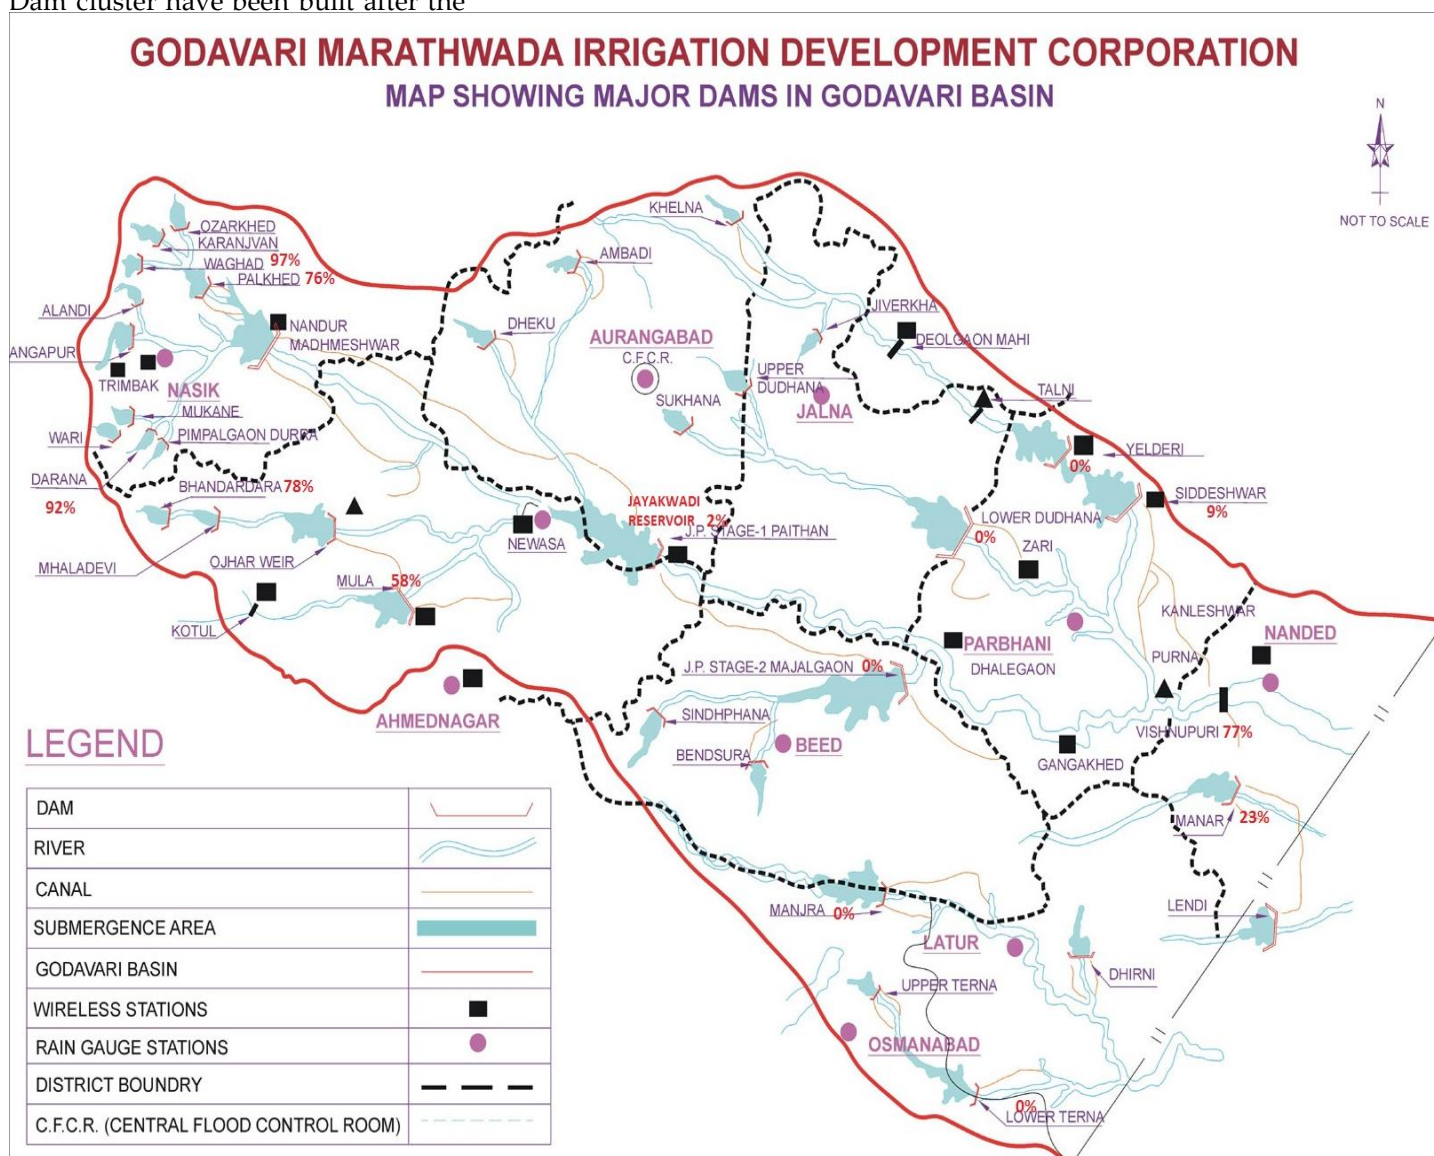 Dam cluster have been built after the
GODAVARI MARATHWADA IRRIGATION DEVELOPMENT CORPORATION
MAP SHOWING MAJOR DAMS IN GODAVARI BASIN
N
NOT TO SCALE
KHELNA
OZARKHED
KARANJVAN
WAGHAD 97%
PALKHED 76%
AMBADI
ALANDI
JIVERKHA
NANDUR
MADHMESHWAR
DHEKU
AURANGABAD
C.F.C.R.
DEOLGAON MAHI
ANGAPUR
TRIMBAK
NASIK
UPPER
DUDHANA
JALNA
TALNI
SUKHANA
MUKANE
WARI
PIMPALGAON DURRA
YELDERI
0%
DARANA
92%
BHANDARDARA 78%
JAYAKWADI
RESERVOIR 2%
SIDDESHWAR
9%
LOWER DUDHANA
0%
J.P. STAGE-1 PAITHAN
NEWASA
ZARI
MHALADEVI
OJHAR WEIR
MULA 58%
KOTUL
KANLESHWAR
NANDED
PARBHANI
DHALEGAON
PURNA
J.P. STAGE-2 MAJALGAON 0%
AHMEDNAGAR
SINDHPHANA
BEED
BENDSURA
VISHNUPURI 77%
GANGAKHED
MANAR 23%
MANJRA 0%
LENDI
LATUR
DHIRNI
UPPER TERNA
OSMANABAD
0%
LOWER TERNA
LEGEND
DAM
RIVER
CANAL
SUBMERGENCE AREA
GODAVARI BASIN
WIRELESS STATIONS
RAIN GAUGE STATIONS
DISTRICT BOUNDRY
C.F.C.R. (CENTRAL FLOOD CONTROL ROOM)